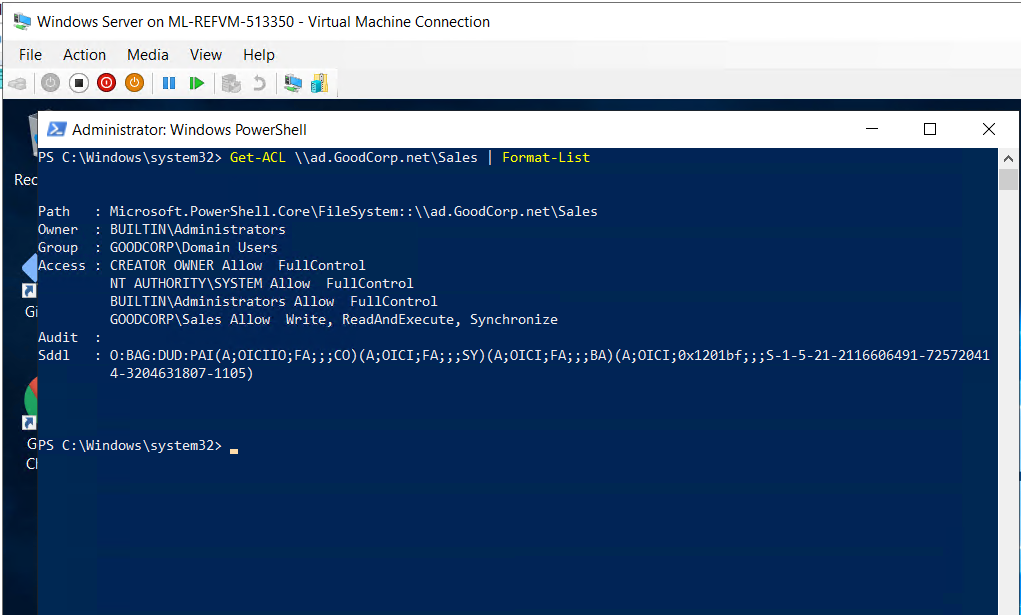 Windows Server on ML-REFVM-513350 - Virtual Machine Connection
File Action Media View Help
Administrator: Windows PowerShell
PS C:\Windows\system32> Get-ACL \\ad.GoodCorp.net\Sales | Format-List
Rec
Path : Microsoft.PowerShell.Core\FileSystem::\\ad.GoodCorp.net\Sales
Owner : BUILTIN\Administrators
Group : GOODCORP\Domain Users
Access : CREATOR OWNER Allow FullControl
NT AUTHORITY\SYSTEM Allow FullControl
BUILTIN\Administrators Allow FullControl
Gi
GOODCORP\Sales Allow Write, ReadAndExecute, Synchronize
Audit :
Sddl : O:BAG:DUD:PAI(A;OICIIO;FA;;;CO)(A;OICI;FA;;;SY)(A;OICI;FA;;;BA)(A;OICI;0x1201bf;;;S-1-5-21-2116606491-72572041
4-3204631807-1105)
G
PS C:\Windows\system32>
Cl